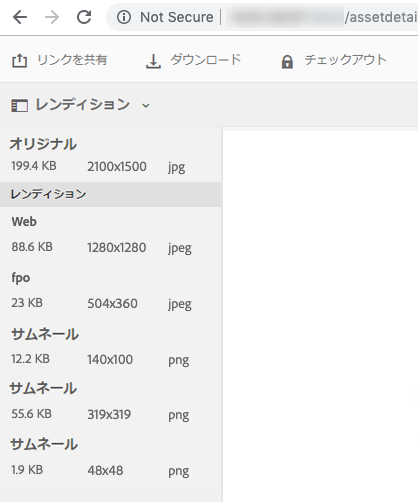 Not Secure /assetdetai
リンクを共有 ダウンロード チェックアウト
レンディション
オリジナル
199.4 KB 2100x1500 jpg
レンディション
Web
88.6 KB 1280x1280 jpeg
fpo
23 KB 504x360 jpeg
サムネール
12.2 KB 140x100 png
サムネール
55.6 KB 319x319 png
サムネール
1.9 KB 48x48 png